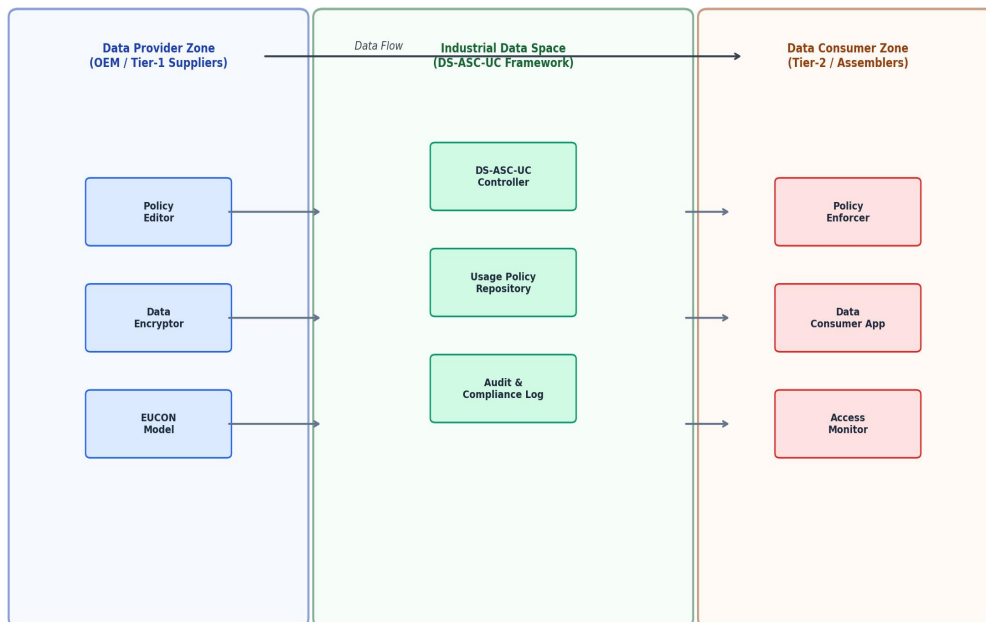 Data Provider Zone
(OEM / Tier-1 Suppliers)
Policy
Editor
Data
Encryptor
EUCON
Model
Data Flow
Industrial Data Space
(DS-ASC-UC Framework)
DS-ASC-UC
Controller
Usage Policy
Repository
Audit &
Compliance Log
Data Consumer Zone
(Tier-2 / Assemblers)
Policy
Enforcer
Data
Consumer App
Access
Monitor